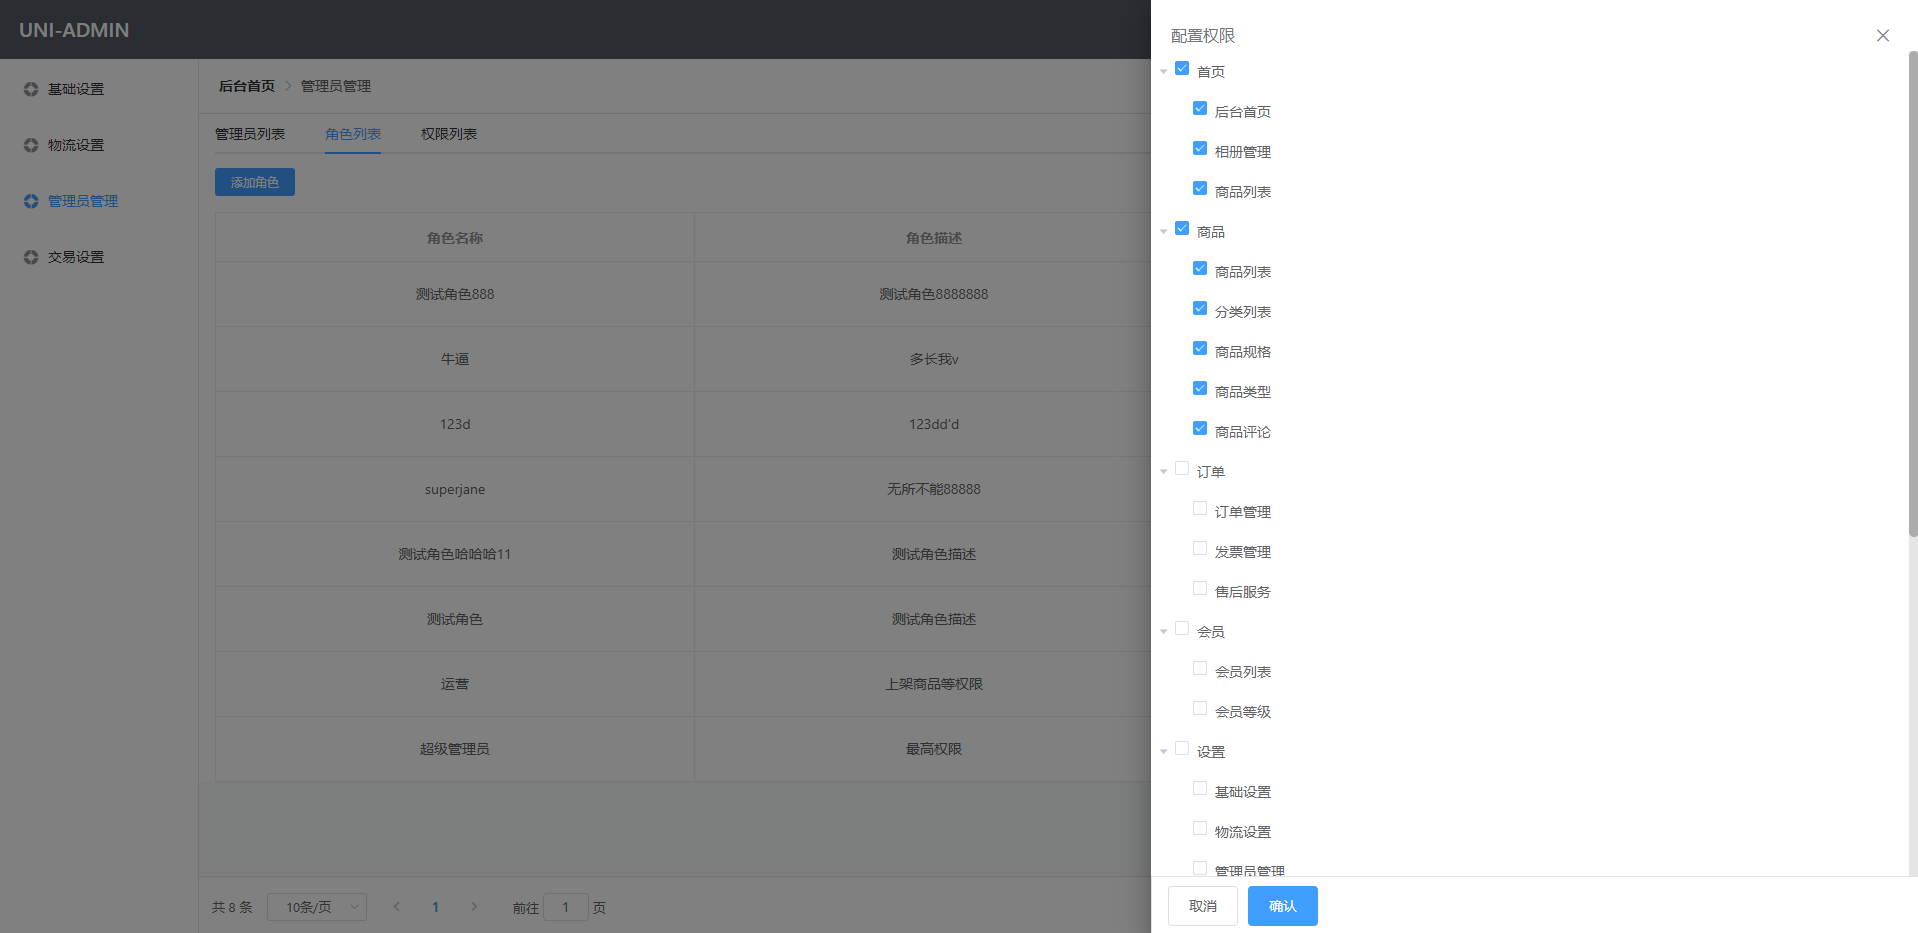 UNI-ADMIN
基础设置
物流设置
管理员管理
交易设置
后台首页 > 管理员管理
管理员列表 角色列表 权限列表
添加角色
角色名称 角色描述
测试角色888 测试角色8888888
牛逼 多长我v
123d 123dd'd
superjane 无所不能88888
测试角色哈哈哈11 测试角色描述
测试角色 测试角色描述
运营 上架商品等权限
超级管理员 最高权限
共 8 条 10条/页 1 前往 1 页
配置权限
首页
后台首页
相册管理
商品列表
商品
商品列表
分类列表
商品规格
商品类型
商品评论
订单
订单管理
发票管理
售后服务
会员
会员列表
会员等级
设置
基础设置
物流设置
管理员管理
取消 确认